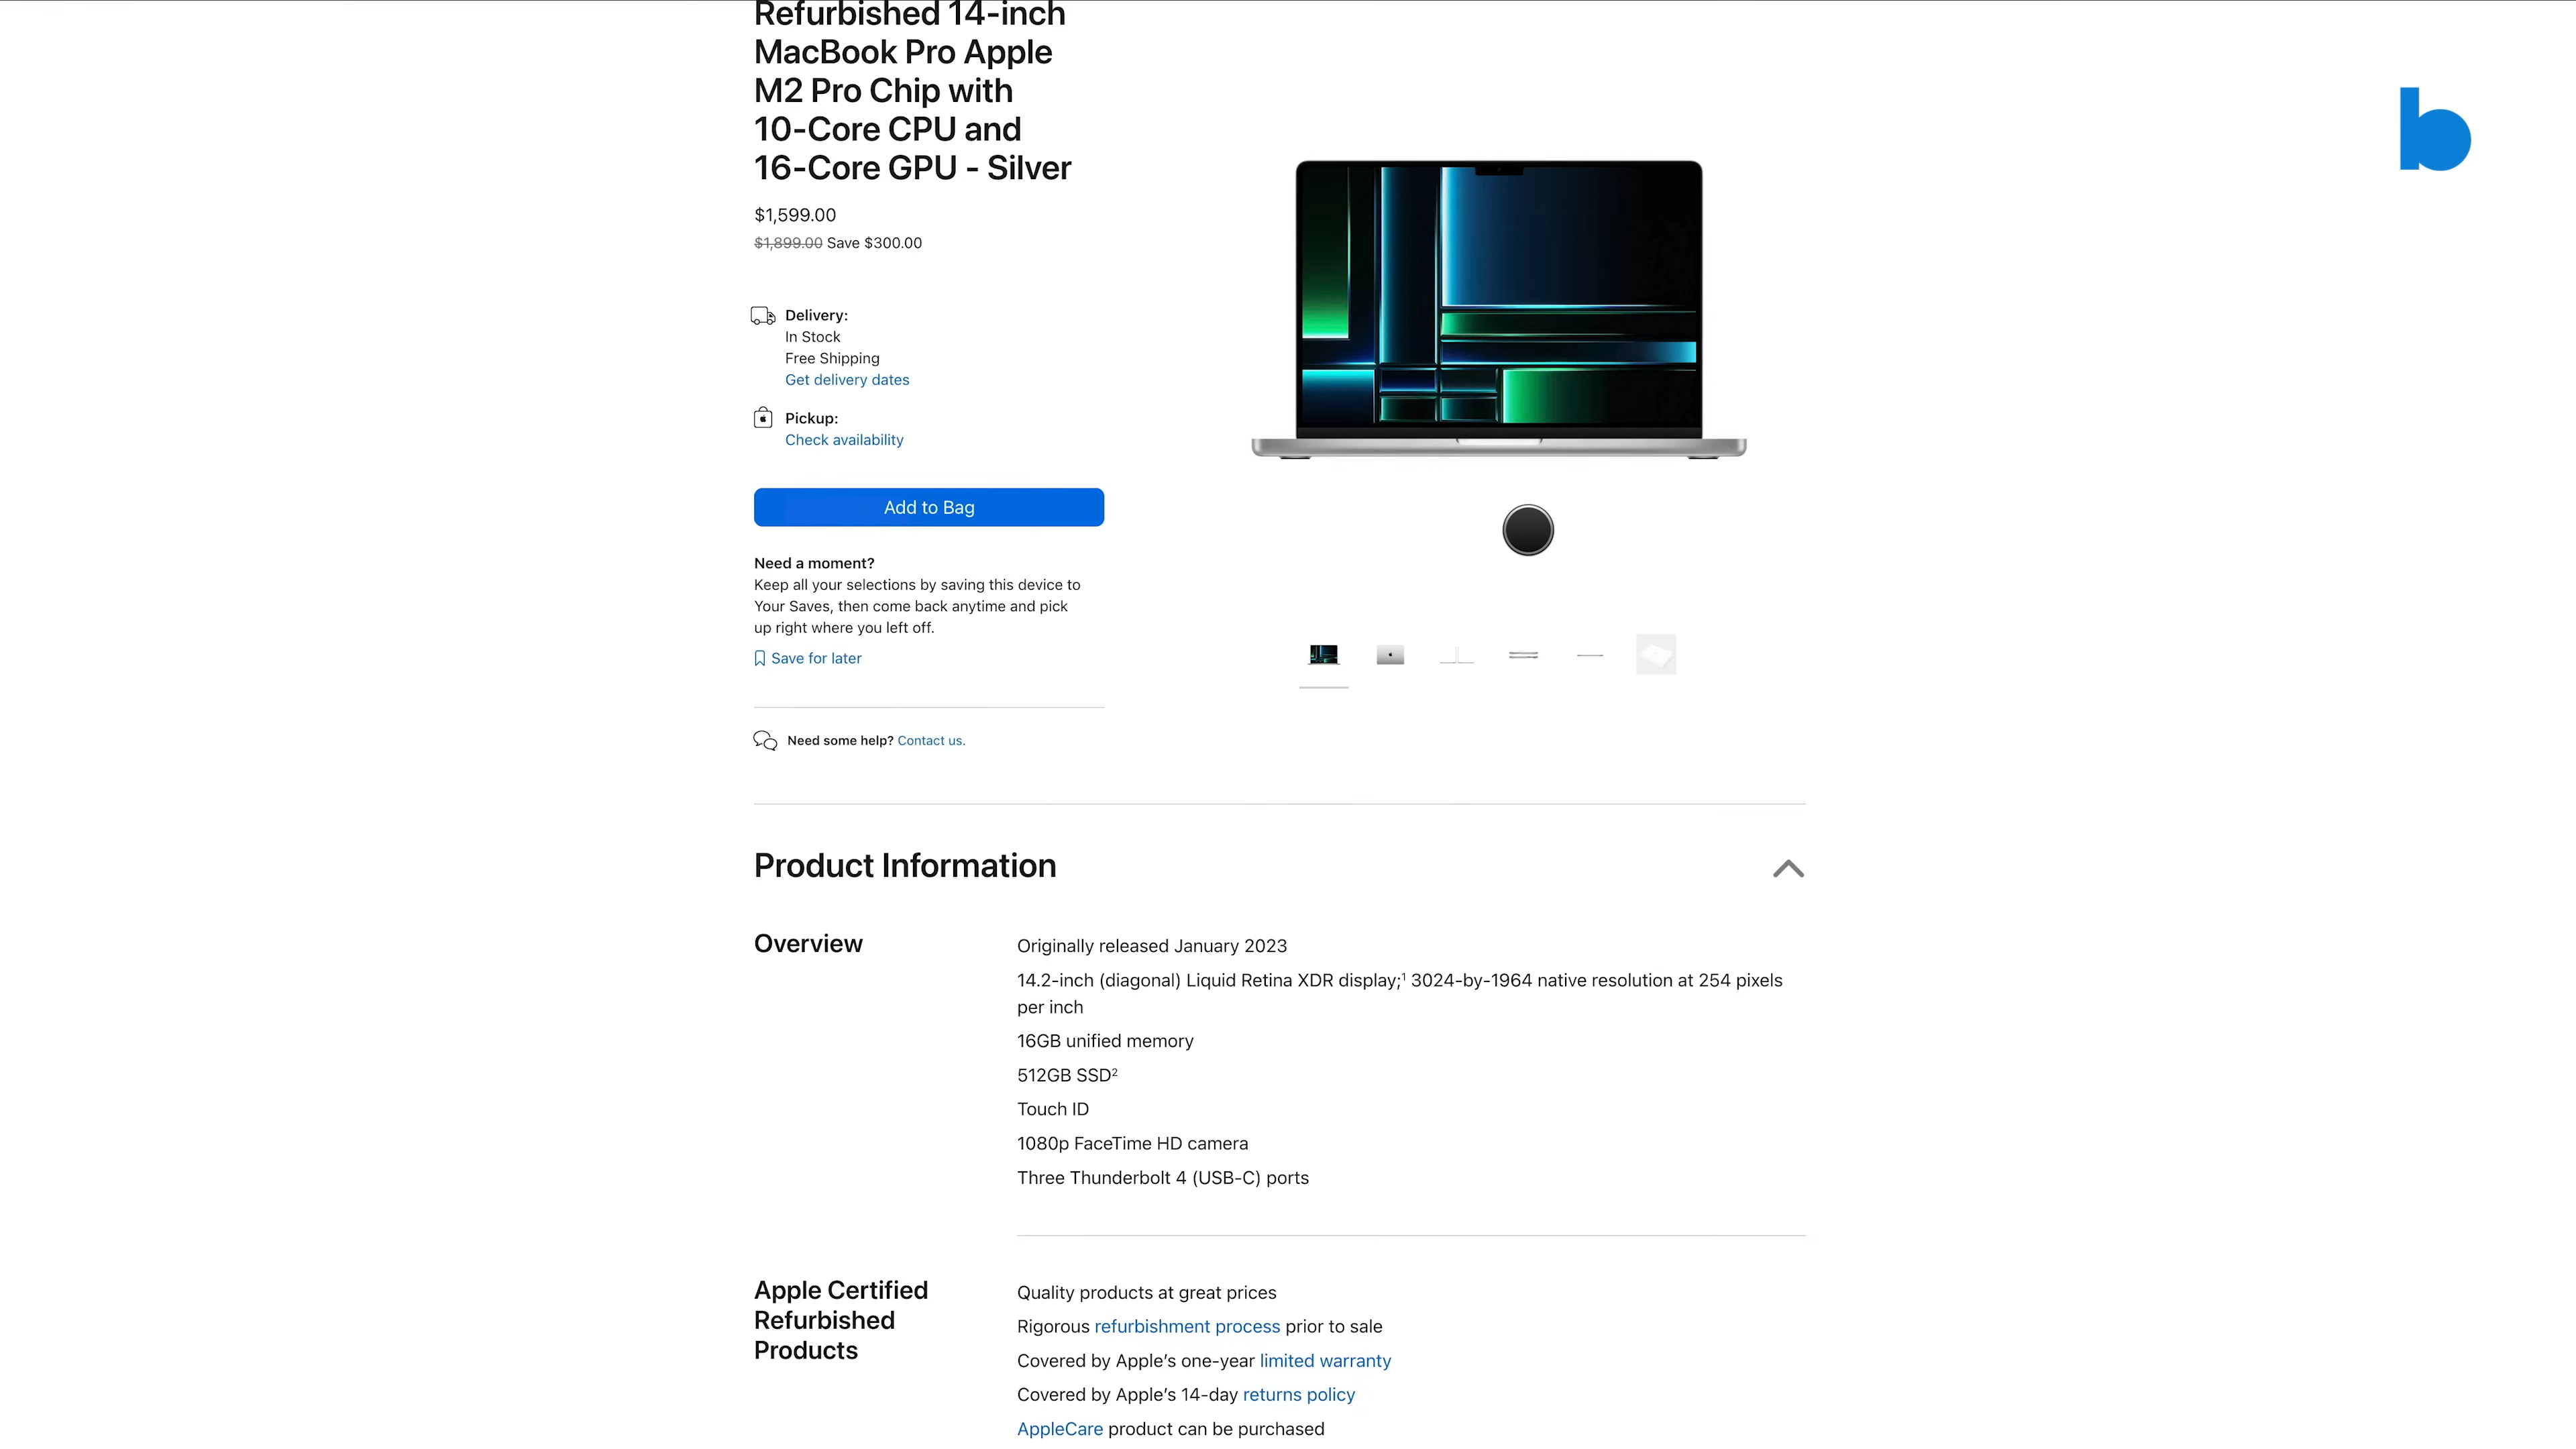 Refurbished 14-inch
MacBook Pro Apple
M2 Pro Chip with
10-Core CPU and
16-Core GPU - Silver
$1,599.00
$1,899.00 Save $300.00
Delivery:
In Stock
Free Shipping
Get delivery dates
Pickup:
Check availability
Add to Bag
Need a moment?
Keep all your selections by saving this device to
Your Saves, then come back anytime and pick
up right where you left off.
Save for later
Need some help? Contact us.
b
Product Information
Overview
Originally released January 2023
14.2-inch (diagonal) Liquid Retina XDR display;¹ 3024-by-1964 native resolution at 254 pixels
per inch
16GB unified memory
512GB SSD²
Touch ID
1080p FaceTime HD camera
Three Thunderbolt 4 (USB-C) ports
Apple Certified
Refurbished
Products
Quality products at great prices
Rigorous refurbishment process prior to sale
Covered by Apple’s one-year limited warranty
Covered by Apple’s 14-day returns policy
AppleCare product can be purchased